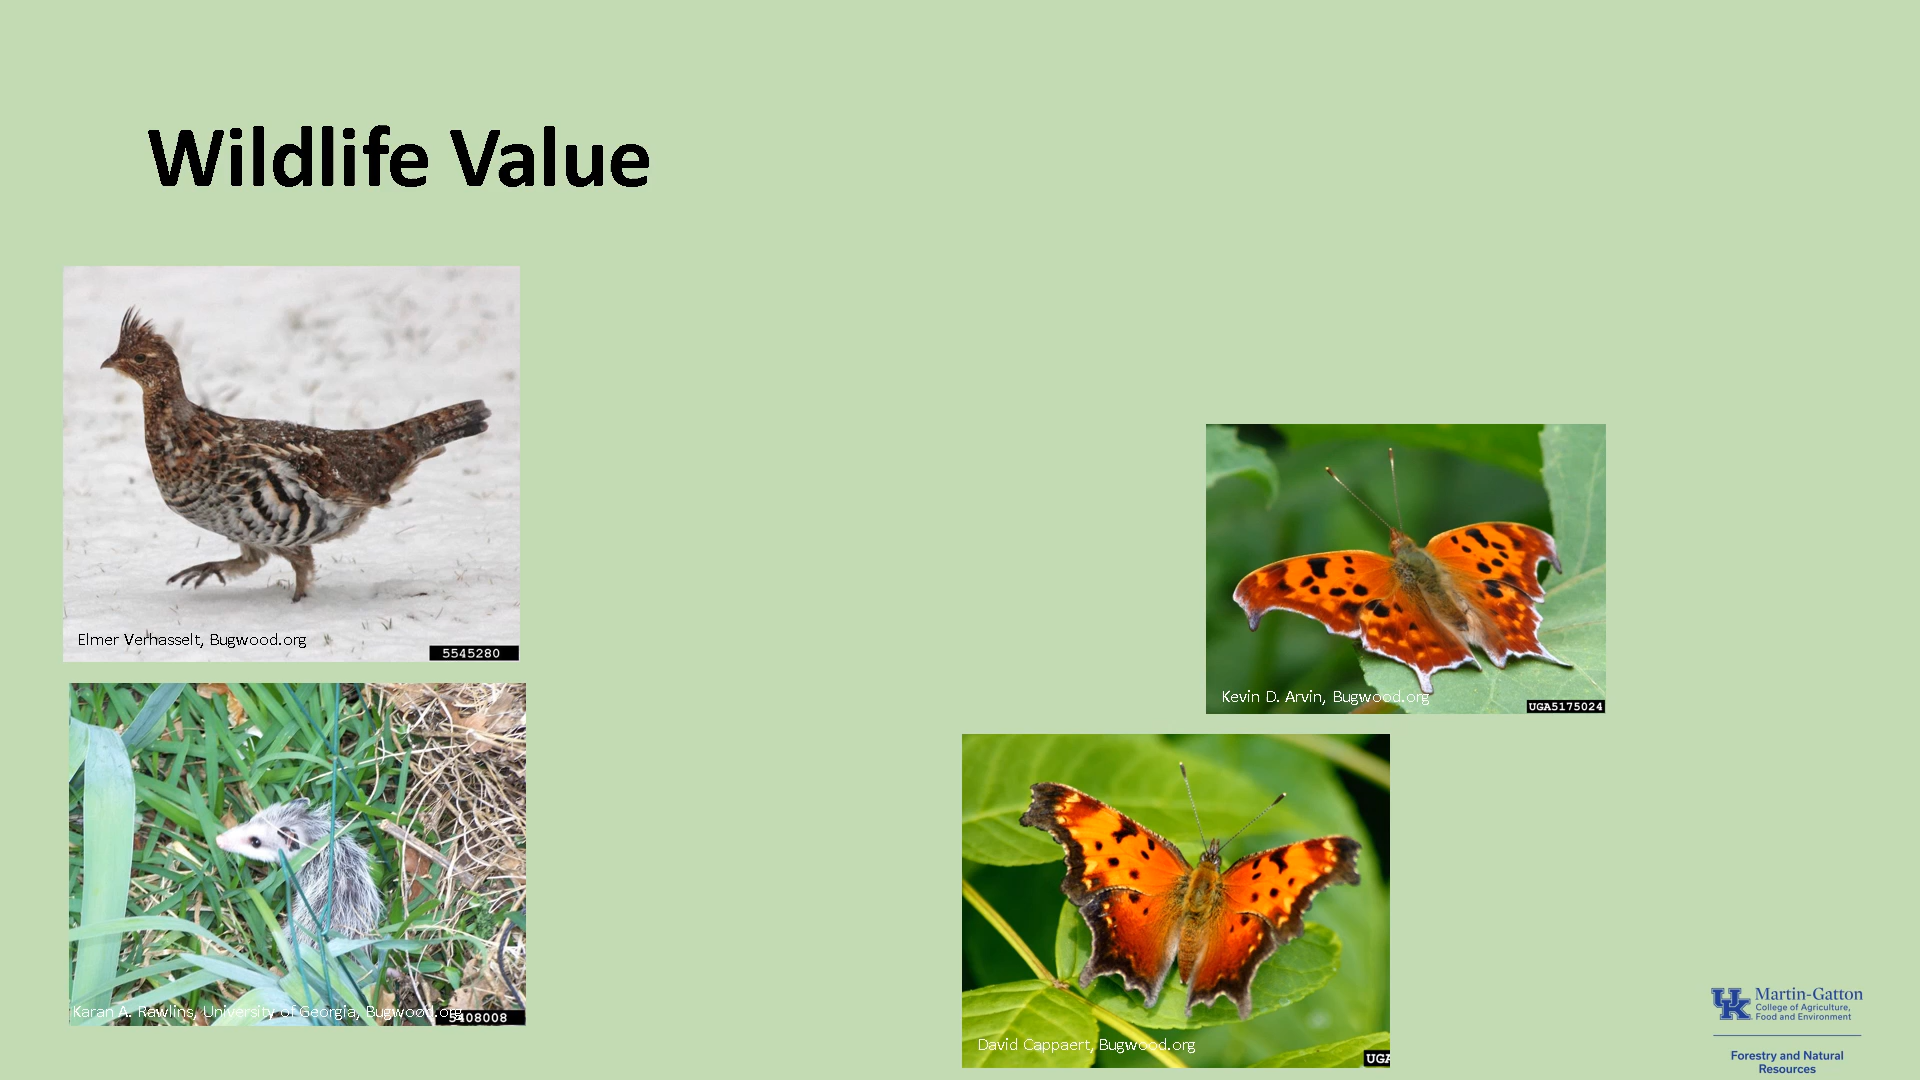 Wildlife Value
Elmer Verhasselt, Bugwood.org
5545280
Kevin D. Arvin, Bugwood.org
UGA5175024
Karan A. Rawlins, University of Georgia, Bugwood.org
5408008
David Cappaert, Bugwood.org
UGA
UK Martin-Gatton
College of Agriculture,
Food and Environment
Forestry and Natural
Resources